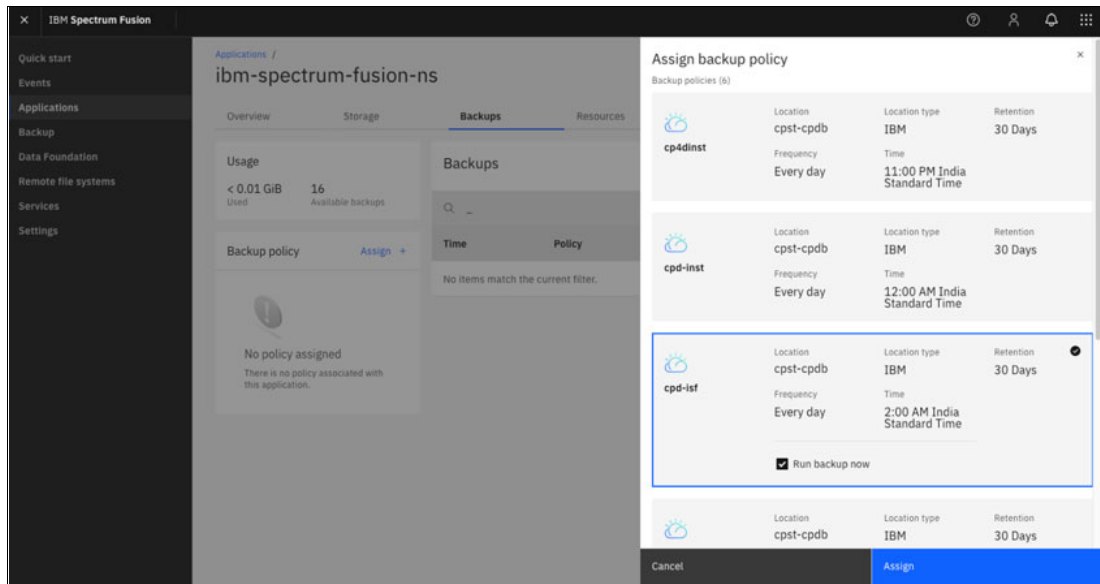 IBM Spectrum Fusion
Quick start
Events
Applications
Backup
Data Foundation
Remote file systems
Services
Settings
Applications /
ibm-spectrum-fusion-ns
Overview Storage Backups Resources
Usage
< 0.01 GiB 16
Used Available backups
Backup policy Assign +
No policy assigned
There is no policy associated with
this application.
Backups
Time Policy
No items match the current filter.
Assign backup policy
Backup policies (6)
cp4dinst
Location Location type Retention
cpst-cpdb IBM 30 Days
Frequency Time
Every day 11:00 PM India
Standard Time
cpd-inst
Location Location type Retention
cpst-cpdb IBM 30 Days
Frequency Time
Every day 12:00 AM India
Standard Time
cpd-isf
Location Location type Retention
cpst-cpdb IBM 30 Days
Frequency Time
Every day 2:00 AM India
Standard Time
Run backup now
Location Location type Retention
cpst-cpdb IBM 30 Days
Cancel Assign